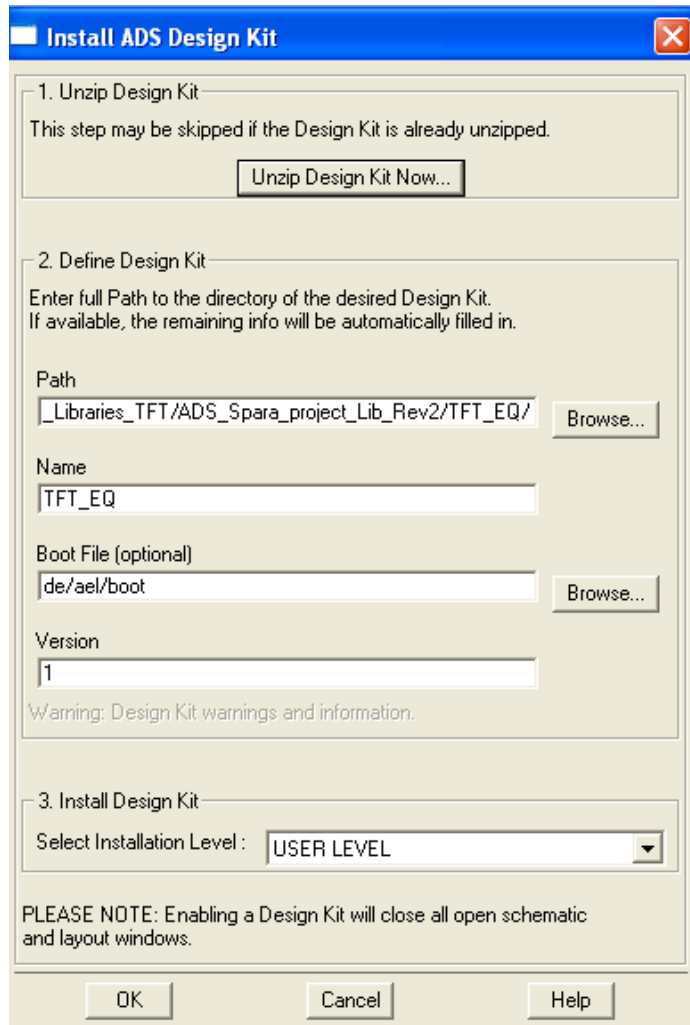 Install ADS Design Kit
1. Unzip Design Kit
This step may be skipped if the Design Kit is already unzipped.
Unzip Design Kit Now...
2. Define Design Kit
Enter full Path to the directory of the desired Design Kit.
If available, the remaining info will be automatically filled in.
Path
_Libraries_TFT/ADS_Spara_project_Lib_Rev2/TFT_EQ/
Browse...
Name
TFT_EQ
Boot File (optional)
de/ael/boot
Browse...
Version
1
Warning: Design Kit warnings and information.
3. Install Design Kit
Select Installation Level :
USER LEVEL
PLEASE NOTE: Enabling a Design Kit will close all open schematic
and layout windows.
OK
Cancel
Help